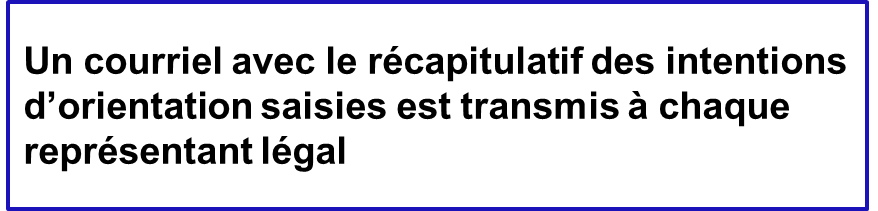 Un courriel avec le récapitulatif des intentions
d’orientation saisies est transmis à chaque
représentant légal